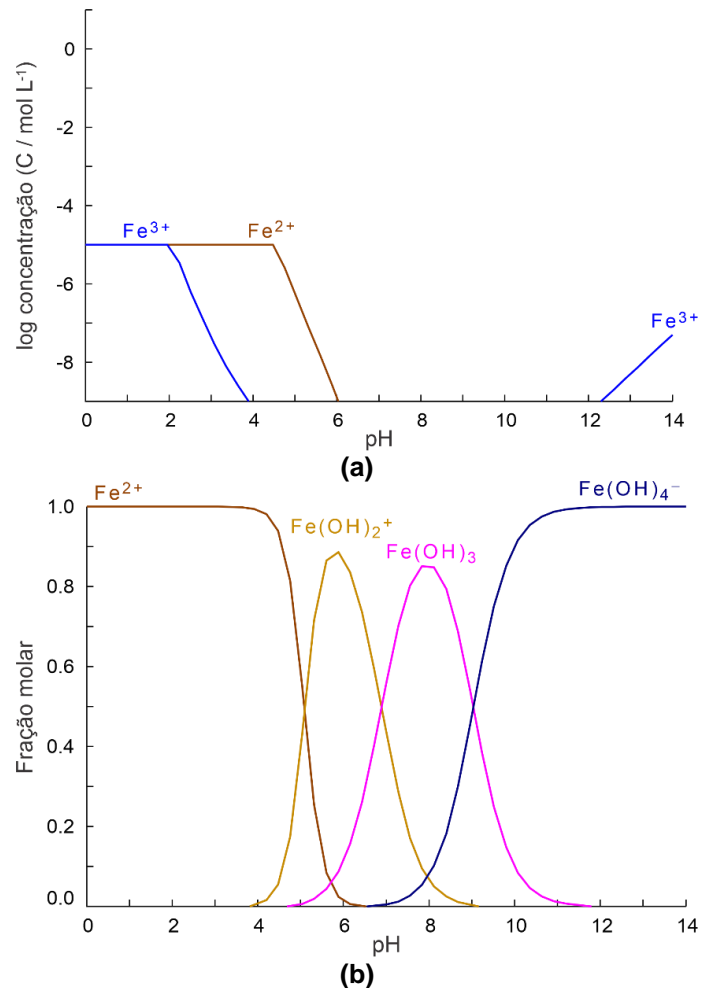 log concentração (C / mol L⁻¹)
0
-2
-4
-6
-8
Fe³⁺
Fe²⁺
Fe³⁺
0 2 4 6 8 10 12 14
pH
(a)
Fe²⁺
Fe(OH)₂⁺
Fe(OH)₃
Fe(OH)₄⁻
Fração molar
1.0
0.8
0.6
0.4
0.2
0.0
0 2 4 6 8 10 12 14
pH
(b)